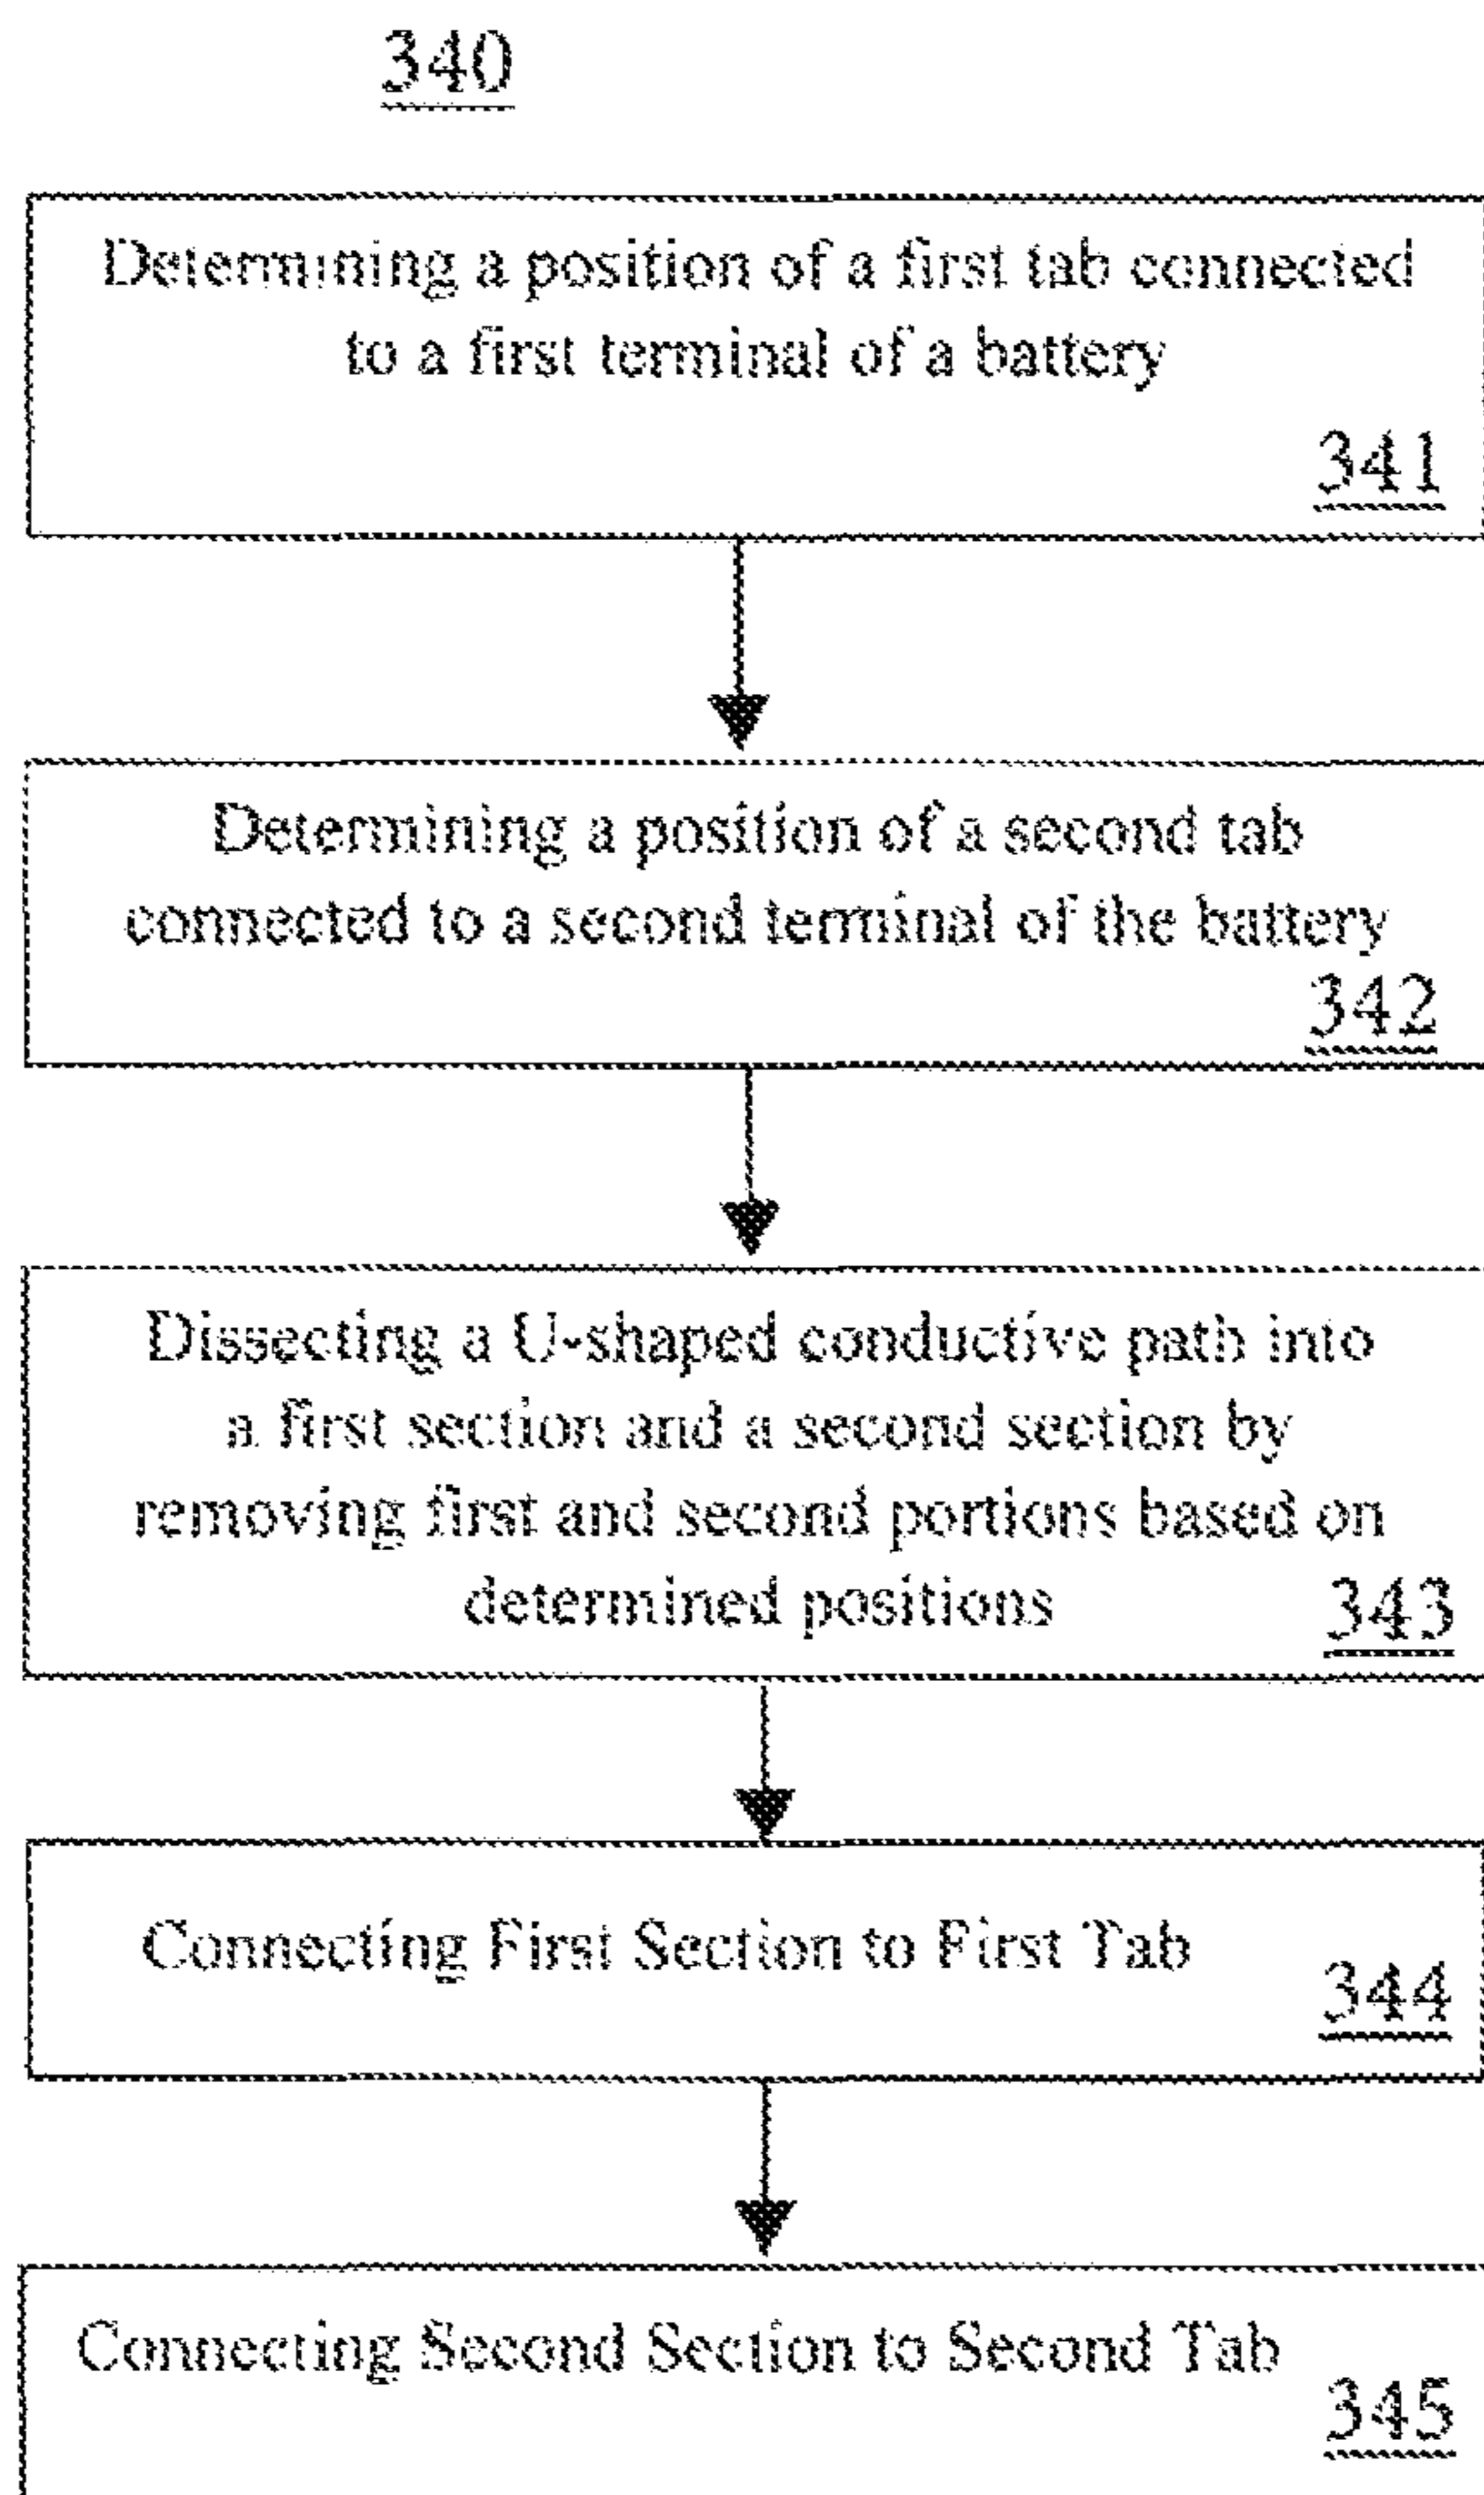 340
Determining a position of a first tab connected
to a first terminal of a battery
341
Determining a position of a second tab
connected to a second terminal of the battery
342
Dissecting a U-shaped conductive path into
a first section and a second section by
removing first and second portions based on
determined positions
343
Connecting First Section to First Tab
344
Connecting Second Section to Second Tab
345